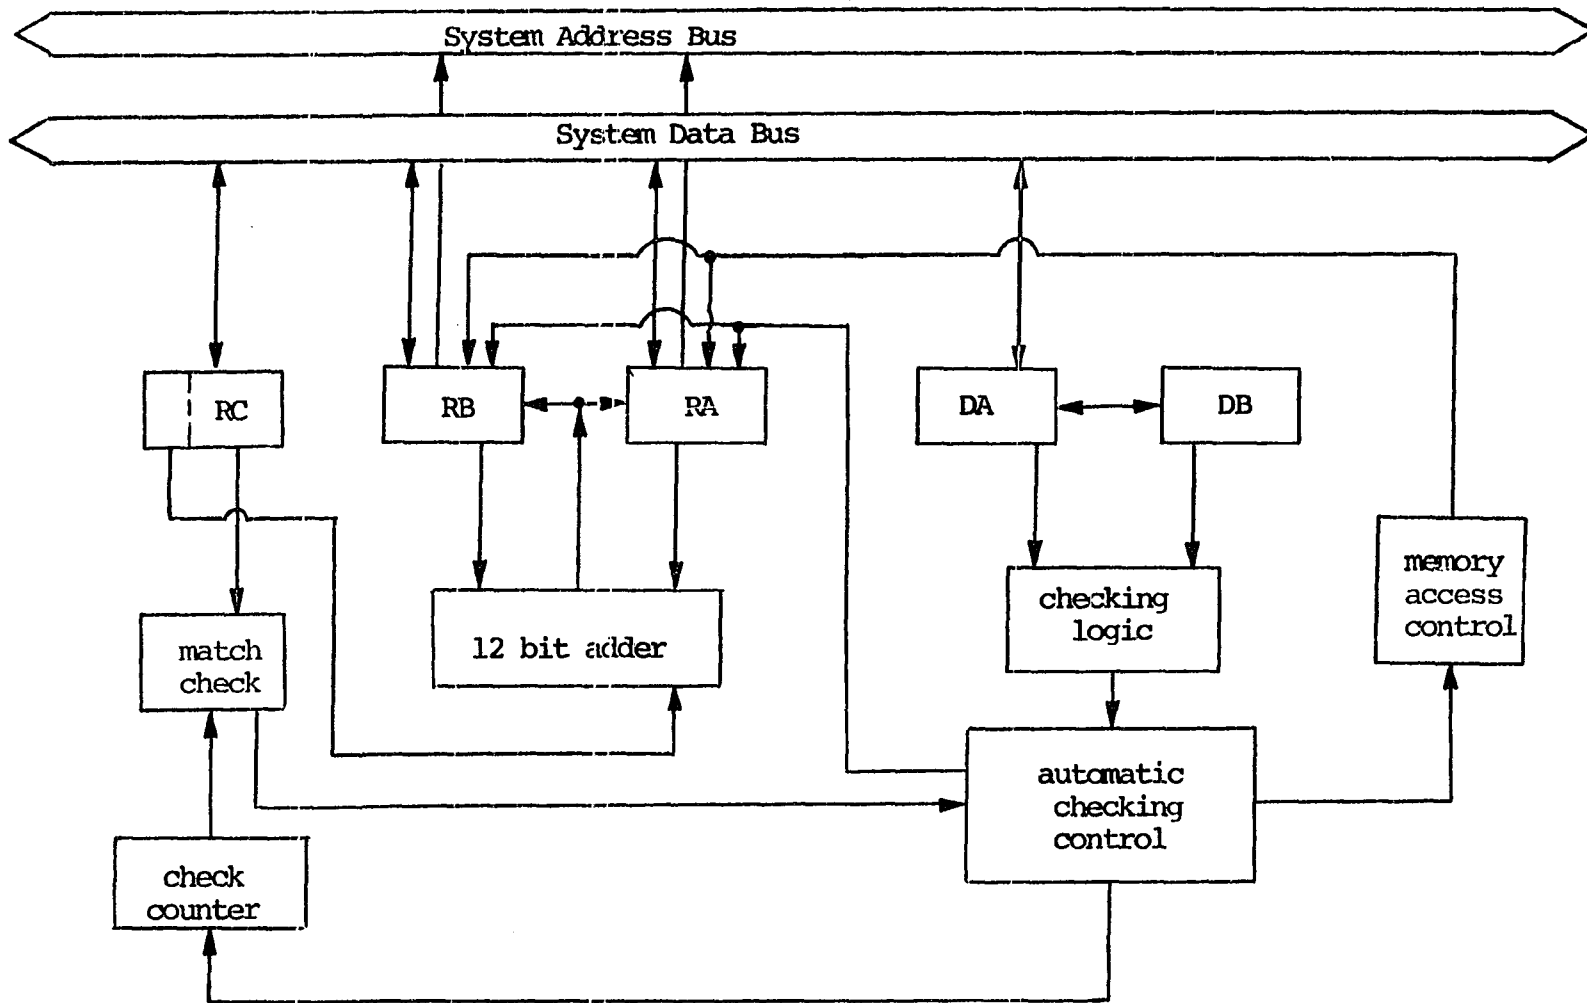 System Address Bus
System Data Bus
RC
RB
RA
DA
DB
memory
access
control
checking
logic
12 bit adder
match
check
automatic
checking
control
check
counter